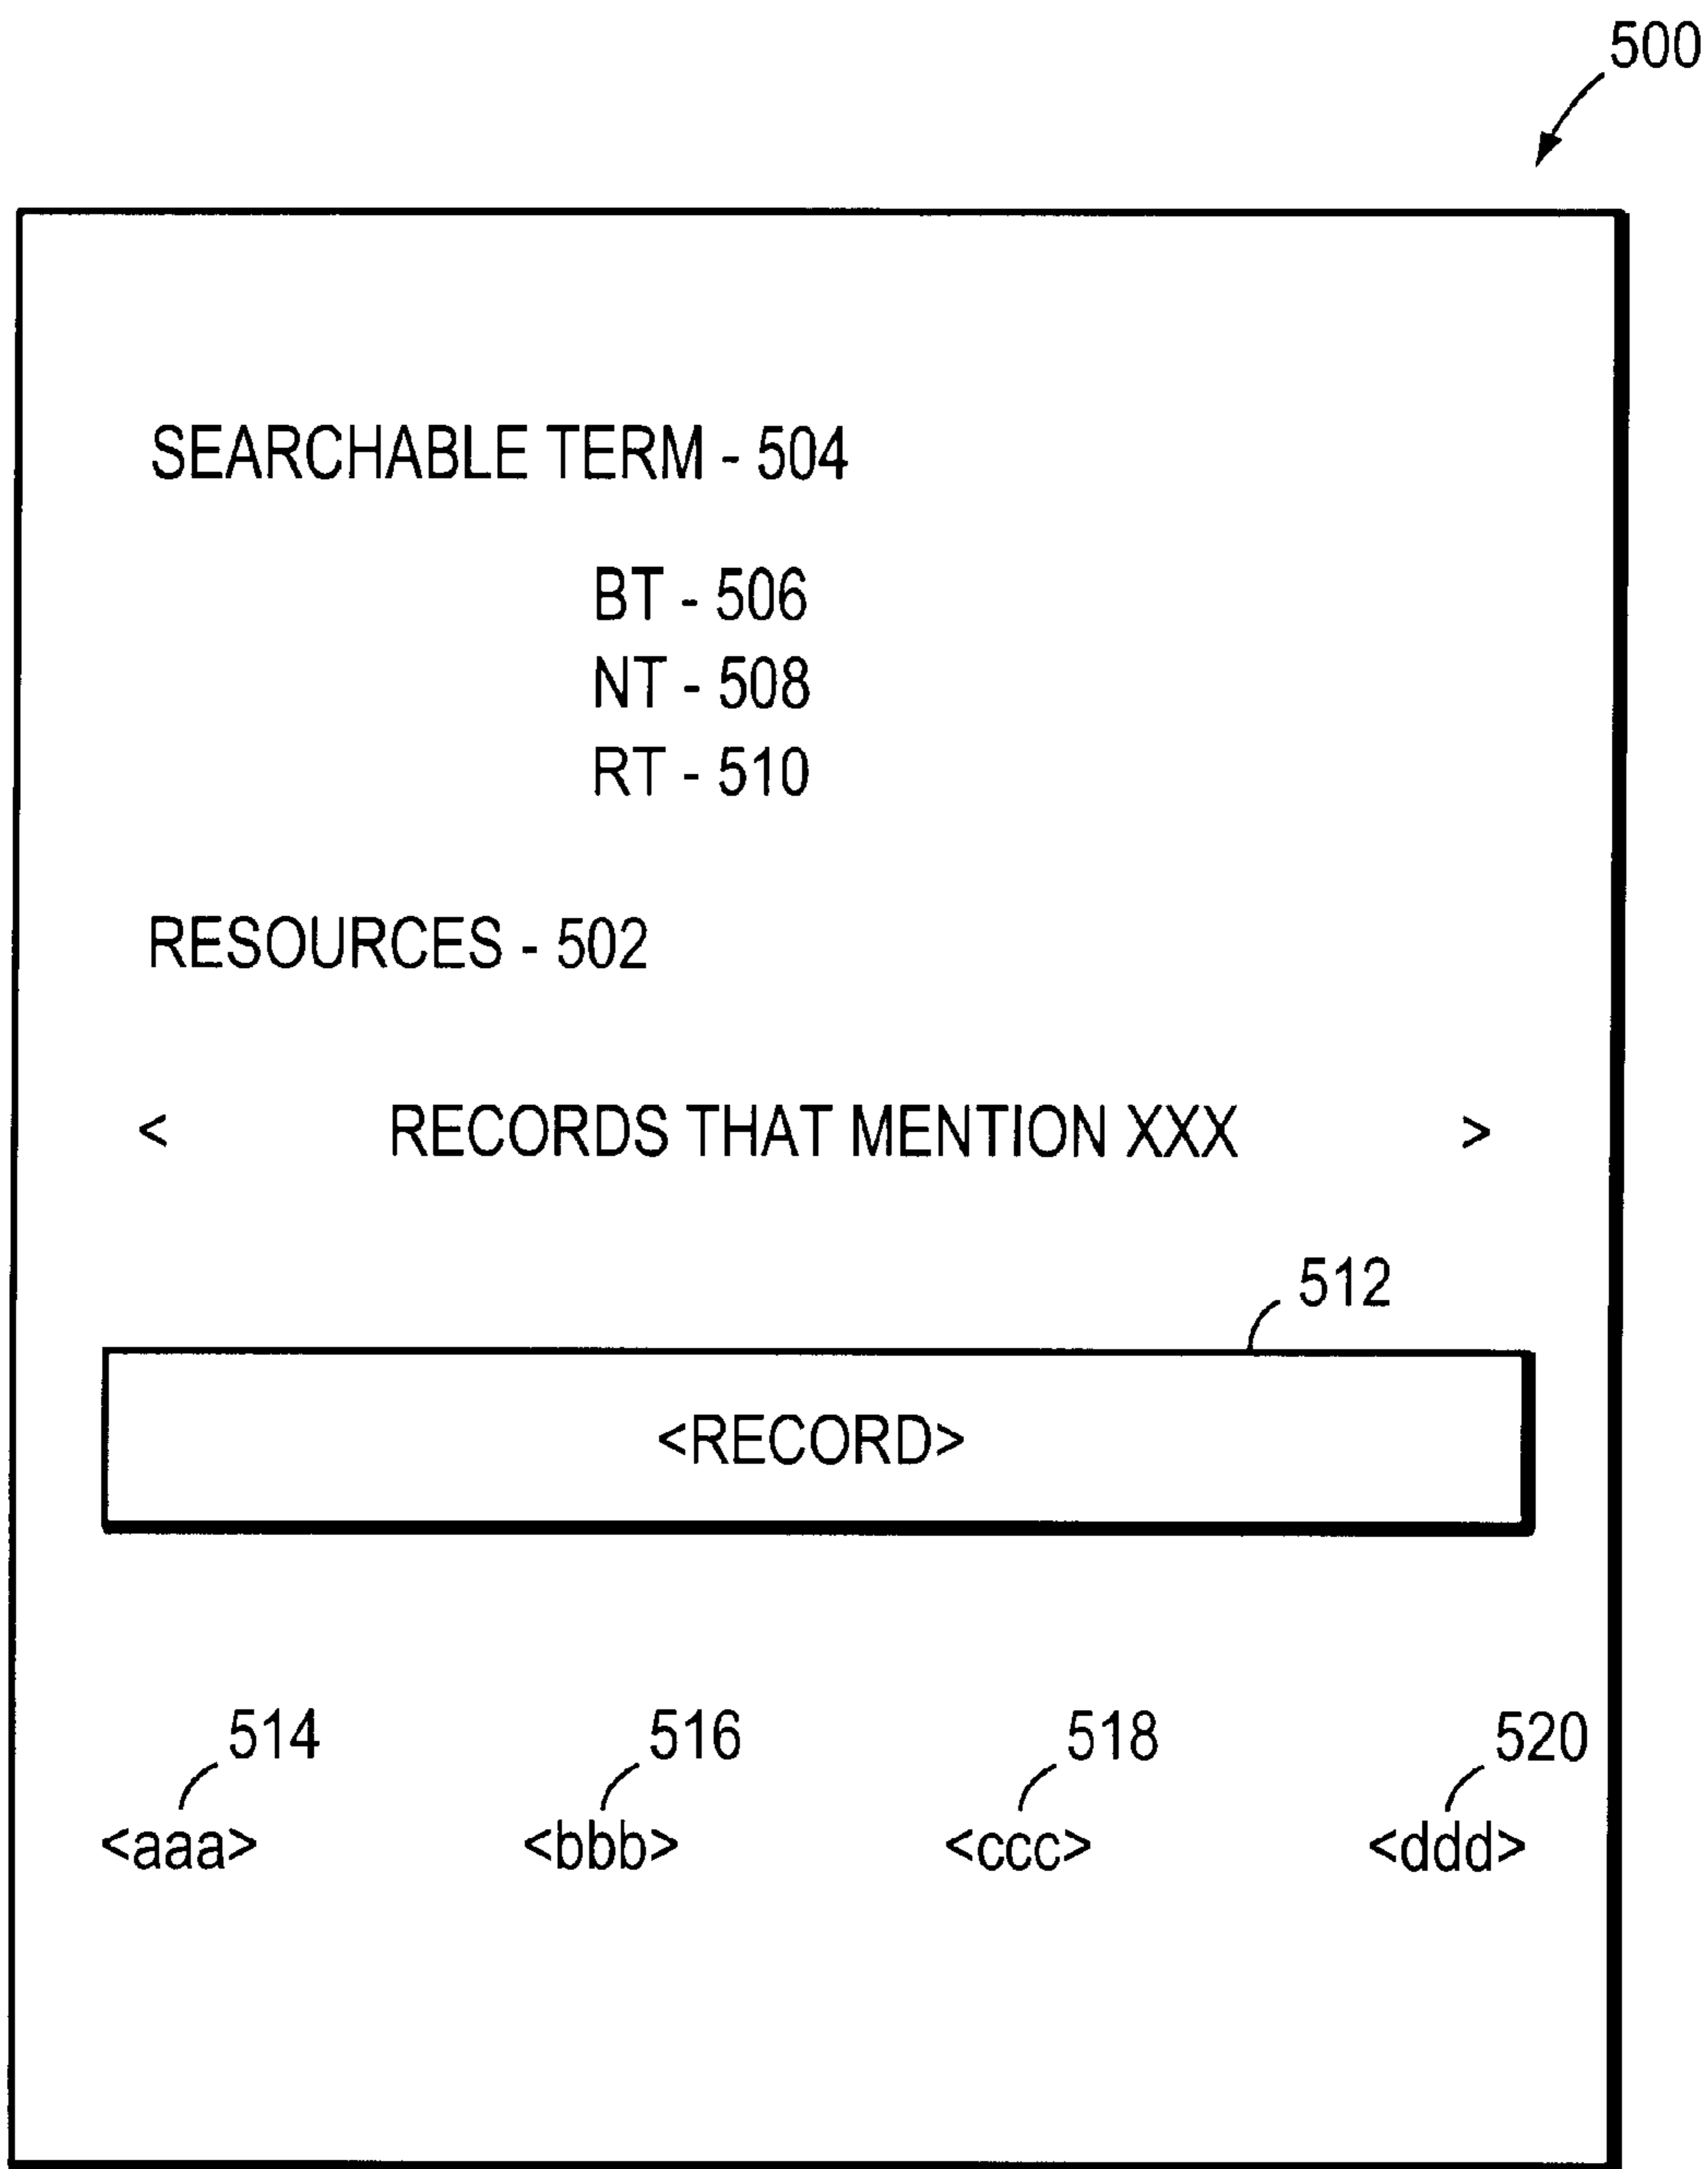 500
SEARCHABLE TERM - 504
BT - 506
NT - 508
RT - 510
RESOURCES - 502
< RECORDS THAT MENTION XXX >
512
<RECORD>
514 516 518 520
<aaa> <bbb> <ccc> <ddd>